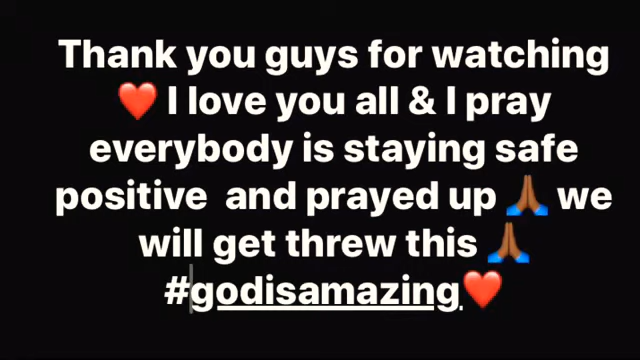 Thank you guys for watching
❤️ I love you all & I pray
everybody is staying safe
positive  and prayed up 🙏🏾 we
will get threw this 🙏🏾
#godisamazing ❤️